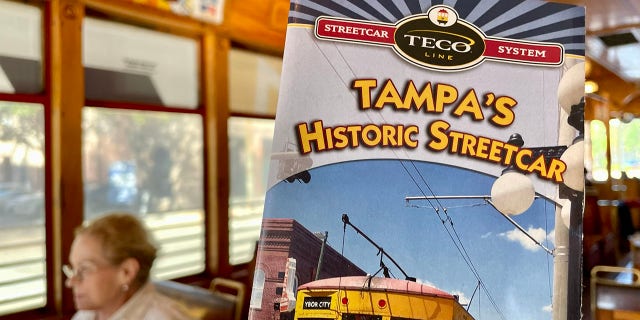 STREETCAR TECO SYSTEM
LINE
TAMPA'S
HISTORIC STREETCAR
YBOR CITY